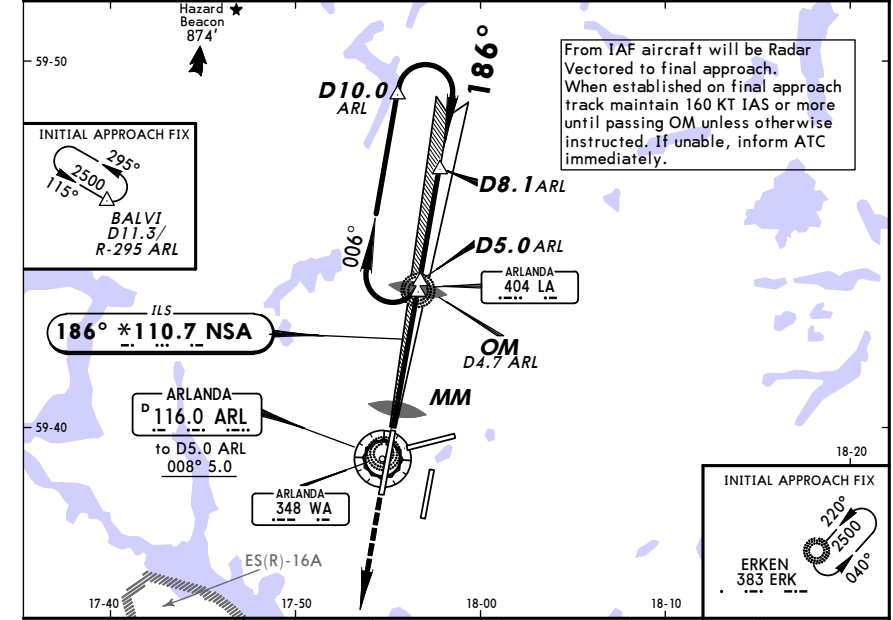 Hazard
Beacon
874'
59-50
186°
D10.0
ARL
From IAF aircraft will be Radar
Vectored to final approach.
When established on final approach
track maintain 160 KT IAS or more
until passing OM unless otherwise
instructed. If unable, inform ATC
immediately.
INITIAL APPROACH FIX
295°
2500
115°
BALVI
D11.3/
R-295 ARL
D8.1 ARL
006°
D5.0 ARL
ARLANDA
404 LA
ILS
186° *110.7 NSA
OM
D4.7 ARL
MM
ARLANDA
D 116.0 ARL
to D5.0 ARL
008° 5.0
59-40
18-20
ARLANDA
348 WA
INITIAL APPROACH FIX
220°
2500
040°
ERKEN
383 ERK
ES(R)-16A
17-40
17-50
18-00
18-10